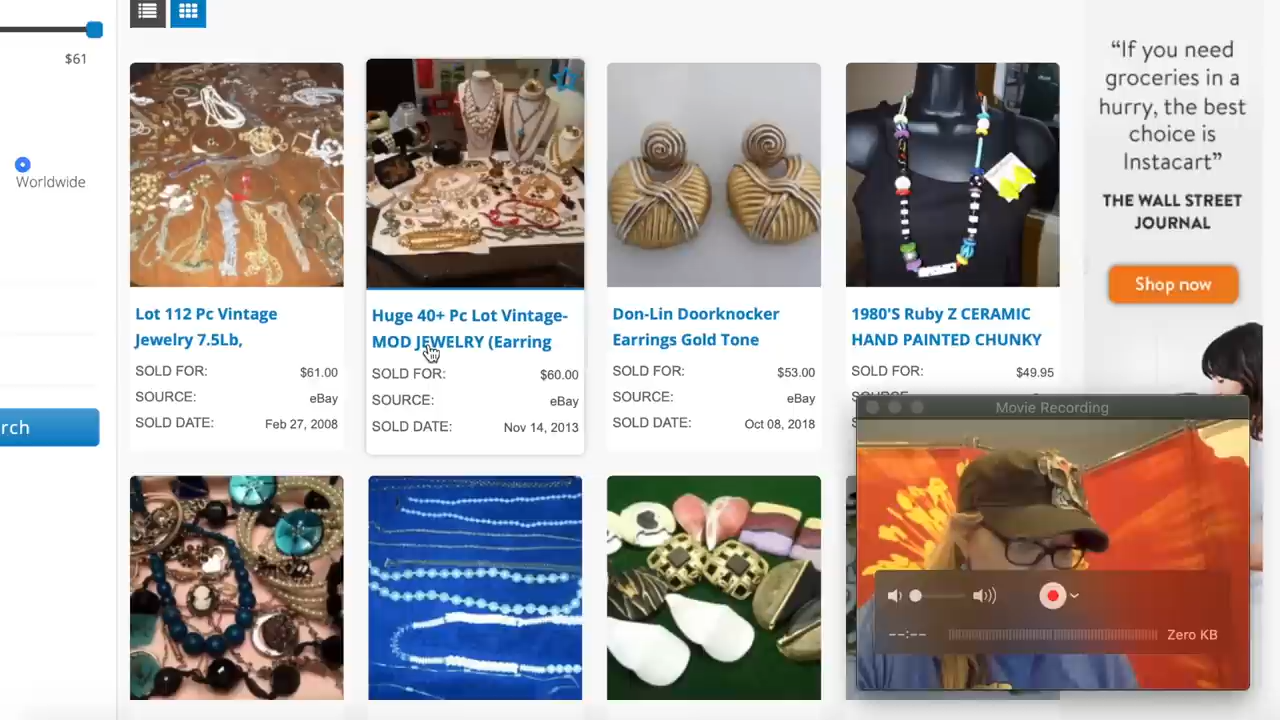 $61
Worldwide
rch
Lot 112 Pc Vintage
Jewelry 7.5Lb,
SOLD FOR: $61.00
SOURCE: eBay
SOLD DATE: Feb 27, 2008
Huge 40+ Pc Lot Vintage-
MOD JEWELRY (Earring
SOLD FOR: $60.00
SOURCE: eBay
SOLD DATE: Nov 14, 2013
Don-Lin Doorknocker
Earrings Gold Tone
SOLD FOR: $53.00
SOURCE: eBay
SOLD DATE: Oct 08, 2018
1980'S Ruby Z CERAMIC
HAND PAINTED CHUNKY
SOLD FOR: $49.95
“If you need
groceries in a
hurry, the best
choice is
Instacart”
THE WALL STREET
JOURNAL
Shop now
Movie Recording
--:--
Zero KB